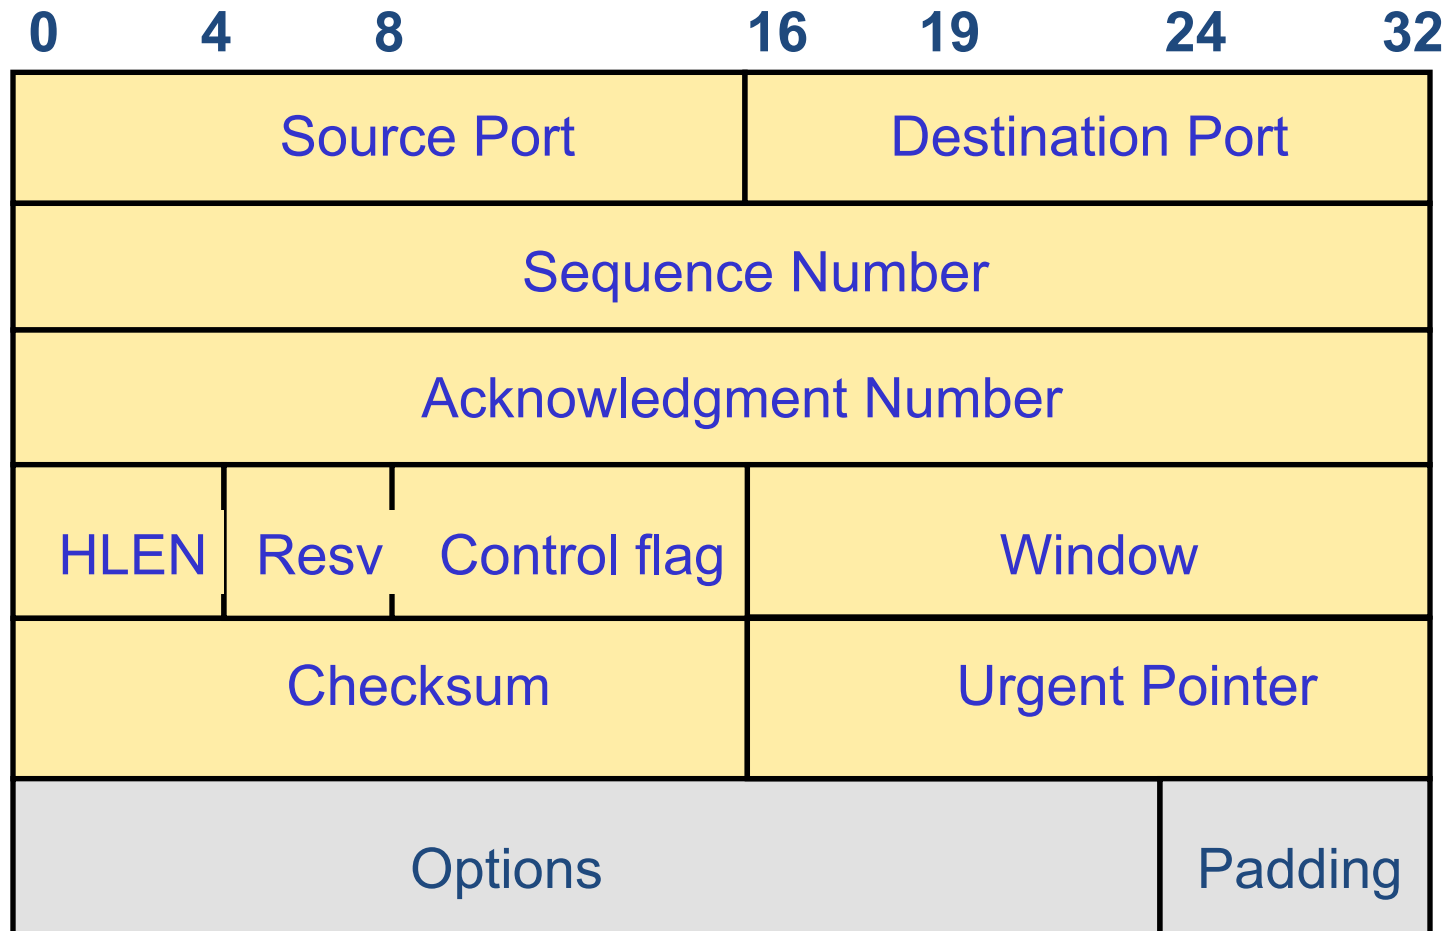 0 4 8 16 19 24 32
Source Port Destination Port
Sequence Number
Acknowledgment Number
HLEN Resv Control flag Window
Checksum Urgent Pointer
Options Padding